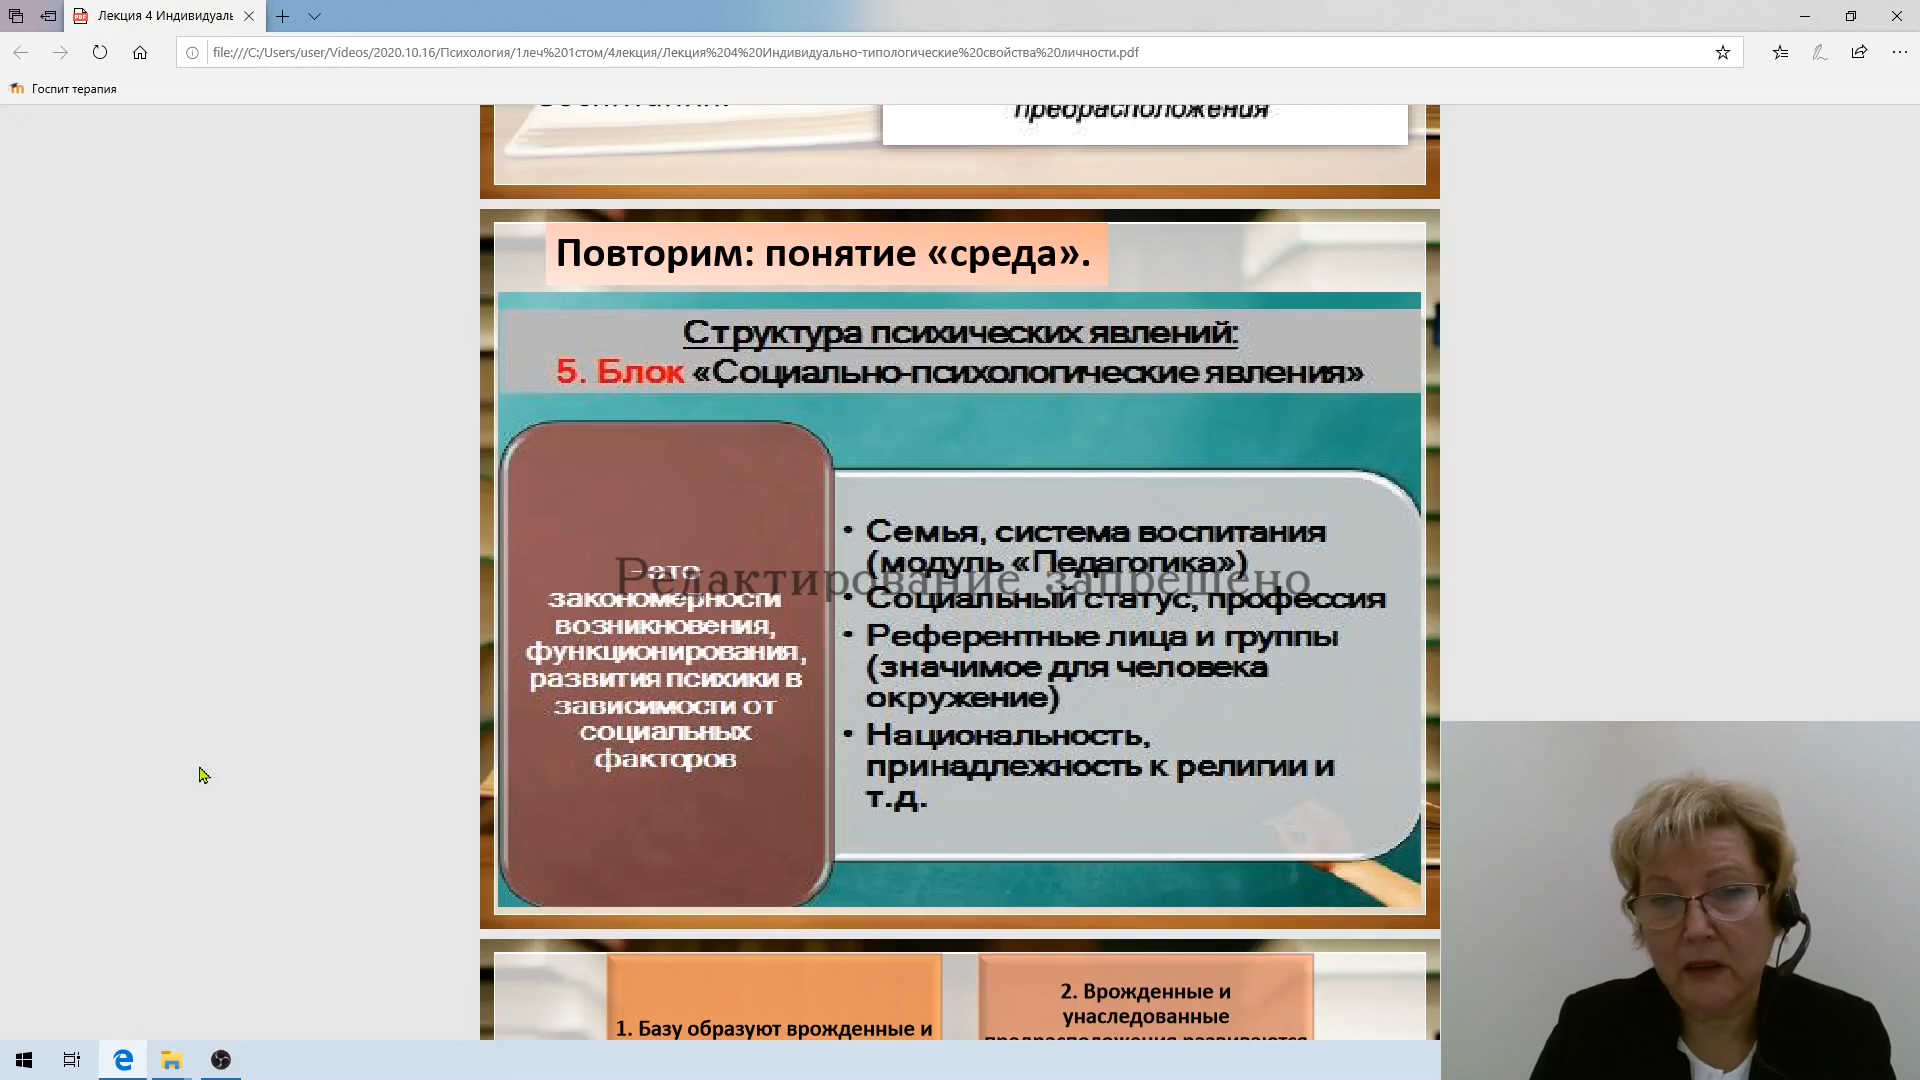 Лекция 4 Индивидуаль
file:///C:/Users/user/Videos/2020.10.16/Психология/1леч%201стом/4лекция/Лекция%204%20Индивидуально-типологические%20свойства%20личности.pdf
Госпит терапия
преорасположения
Повторим: понятие «среда».
Структура психических явлений:
5. Блок «Социально-психологические явления»
–это
закономерности
возникновения,
функционирования,
развития психики в
зависимости от
социальных
факторов
• Семья, система воспитания
(модуль «Педагогика»)
• Социальный статус, профессия
• Референтные лица и группы
(значимое для человека
окружение)
• Национальность,
принадлежность к религии и
т.д.
Редактирование запрещено
1. Базу образуют врожденные и
2. Врожденные и
унаследованные
предрасположения развиваются